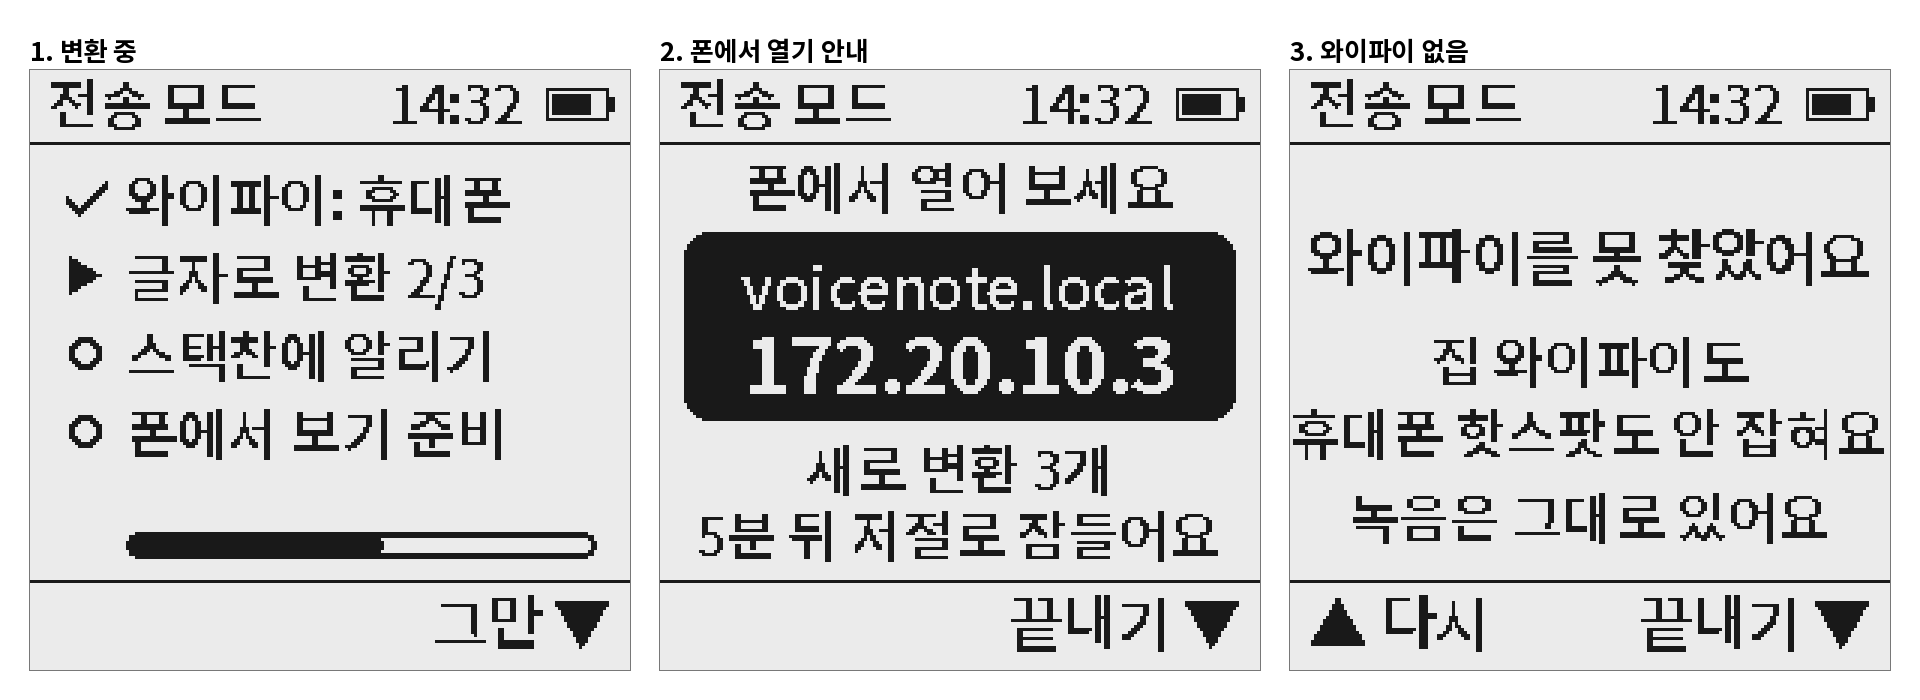 1. 변환 중
전송 모드 14:32
와이파이: 휴대폰
글자로 변환 2/3
스택찬에 알리기
폰에서 보기 준비
그만 ▼
2. 폰에서 열기 안내
전송 모드 14:32
폰에서 열어 보세요
voicenote.local
172.20.10.3
새로 변환 3개
5분 뒤 저절로 잠들어요
끝내기 ▼
3. 와이파이 없음
전송 모드 14:32
와이파이를 못 찾았어요
집 와이파이도
휴대폰 핫스팟도 안 잡혀요
녹음은 그대로 있어요
▲ 다시 끝내기 ▼